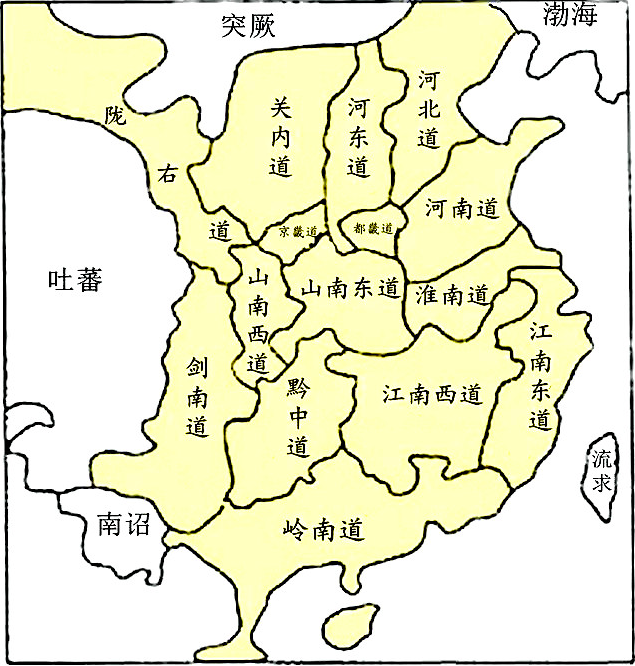 突厥
渤海
陇右道
关内道
河东道
河北道
河南道
京畿道
都畿道
吐蕃
山南西道
山南东道
淮南道
江南东道
剑南道
黔中道
江南西道
流求
南诏
岭南道